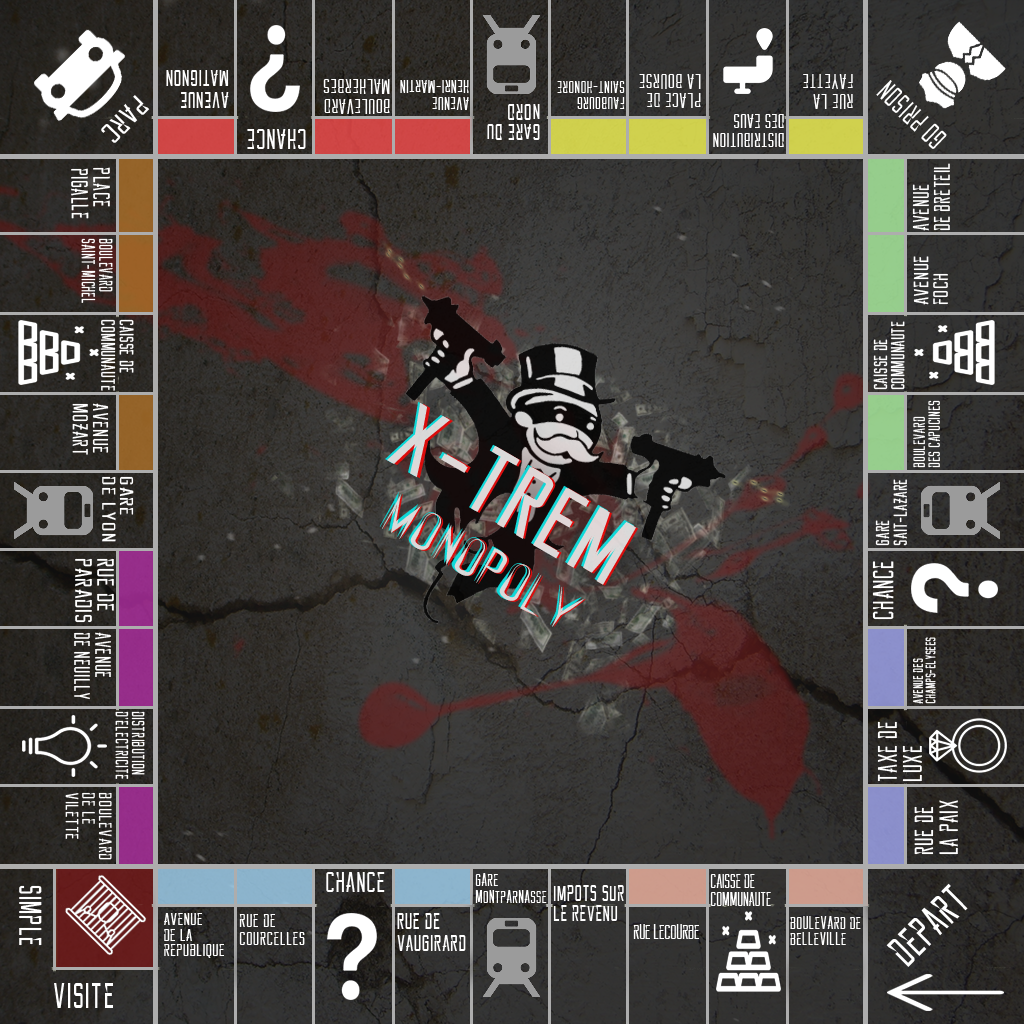 PARC
AVENUE
MATIGNON
CHANCE
BOULEVARD
MALHERBES
AVENUE
HENRI-MARTIN
GARE DU
NORD
FAUBOURG
SAINT-HONORE
PLACE DE
LA BOURSE
DISTRIBUTION
DES EAUS
RUE LA
FAYETTE
GO PRISON
AVENUE
DE BRETEIL
AVENUE
FOCH
CAISSE DE
COMMUNAUTE
BOULEVARD
DES CAPUCINES
GARE
SAIT-LAZARE
CHANCE
AVENUE DES
CHAMPS-ELYSEES
TAXE DE
LUXE
RUE DE
LA PAIX
DEPART
BOULEVARD DE
BELLEVILLE
CAISSE DE
COMMUNAUTE
RUE LECOURBE
IMPOTS SUR
LE REVENU
GARE
MONTPARNASSE
RUE DE
VAUGIRARD
CHANCE
RUE DE
COURCELLES
AVENUE
DE LA
REPUBLIQUE
SIMPLE
VISITE
BOULEVARD
DE LE
VILETTE
DISTRIBUTION
D'ELECTRICITE
AVENUE
DE NEUILLY
RUE DE
PARADIS
GARE
DE LYON
AVENUE
MOZART
CAISSE DE
COMMUNAUTE
BOULEVARD
SAINT-MICHEL
PLACE
PIGALLE
X-TREM
MONOPOLY